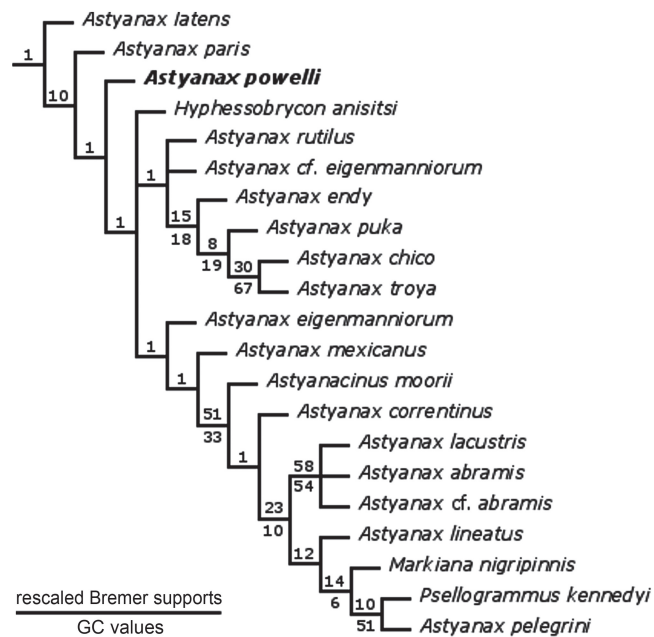 Astyanax latens
1
Astyanax paris
10
Astyanax powelli
1
Hyphessobrycon anisitsi
1
Astyanax rutilus
1
Astyanax cf. eigenmanniorum
Astyanax endy
15
18
Astyanax puka
8
19
Astyanax chico
30
67
Astyanax troya
Astyanax eigenmanniorum
1
Astyanax mexicanus
1
Astyanacinus moorii
51
33
Astyanax correntinus
1
Astyanax lacustris
58
54
Astyanax abramis
Astyanax cf. abramis
23
10
Astyanax lineatus
12
Markiana nigripinnis
14
6
Psellogrammus kennedyi
10
51
Astyanax pelegrini
rescaled Bremer supports
GC values